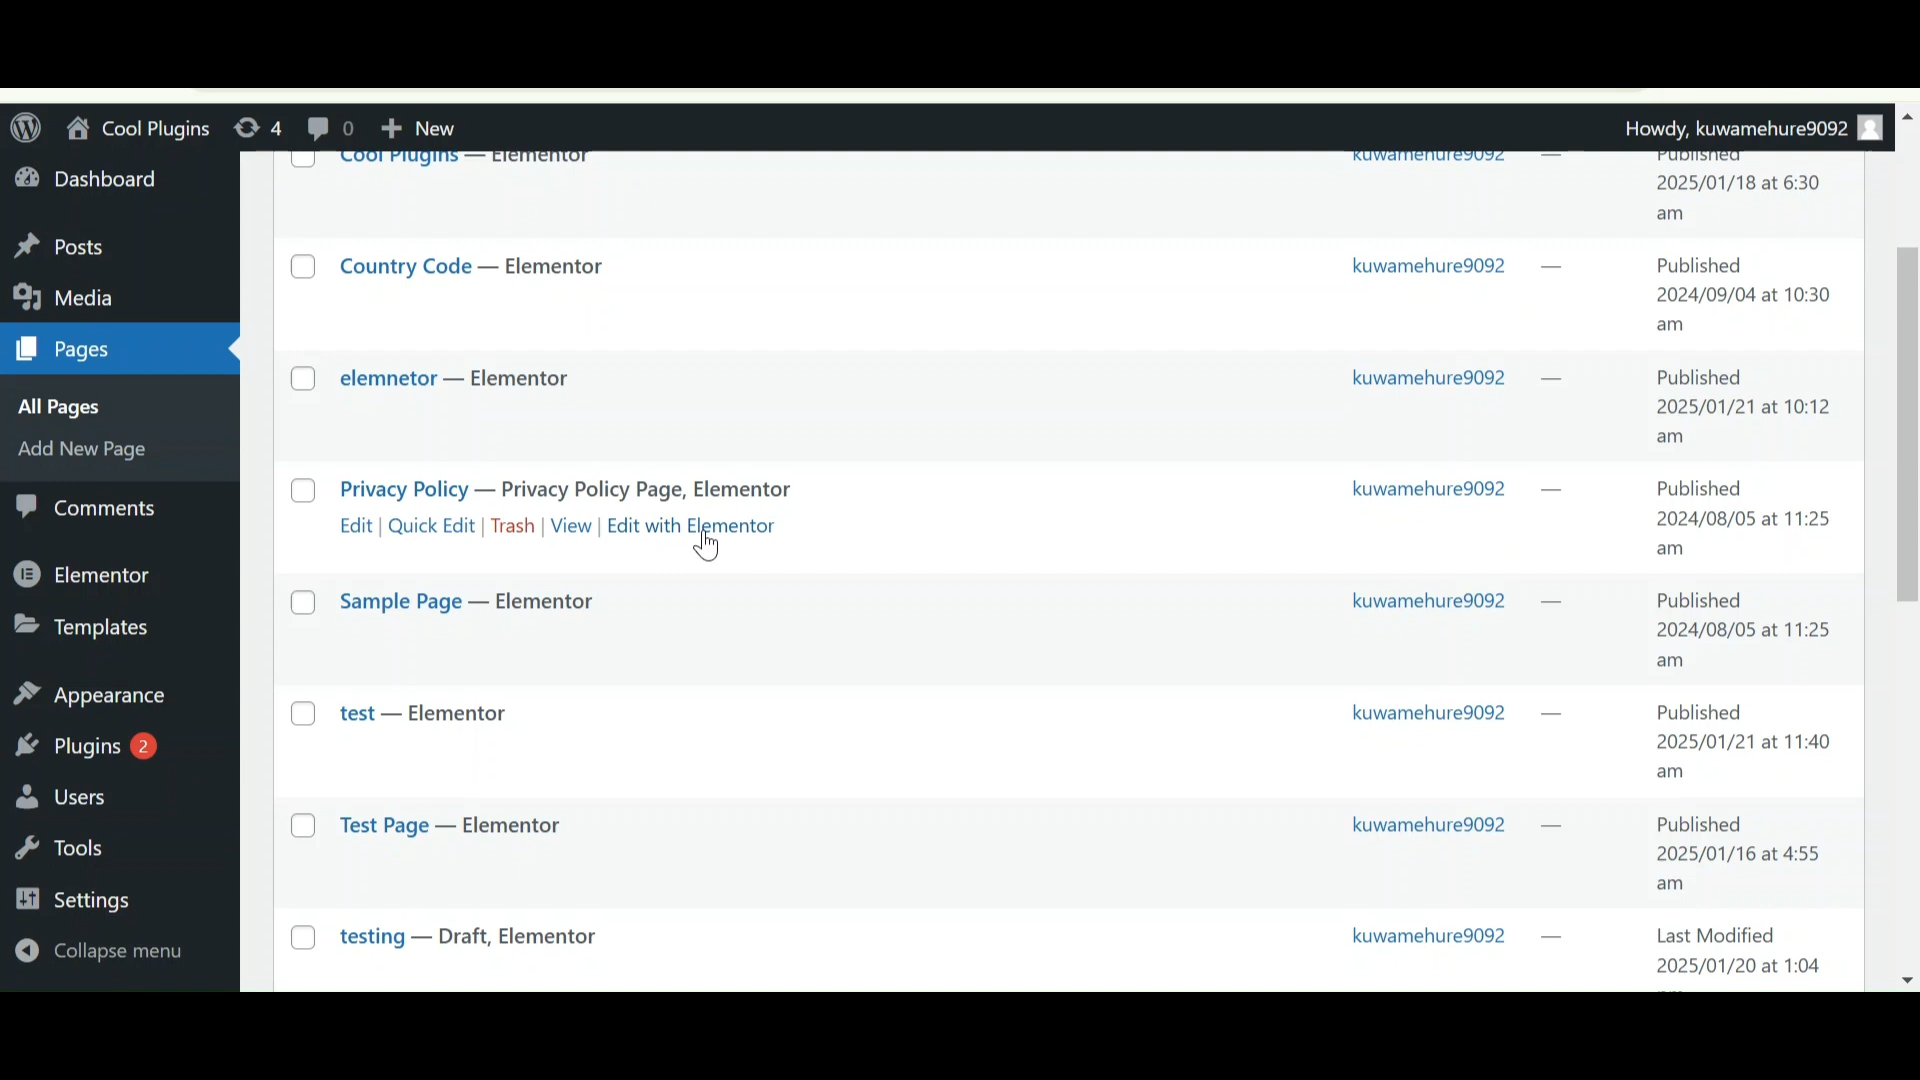 Cool Plugins 4 0 New Howdy, kuwamehure9092
Dashboard
Posts
Media
Pages
All Pages
Add New Page
Comments
Elementor
Templates
Appearance
Plugins 2
Users
Tools
Settings
Collapse menu
Cool Plugins — Elementor kuwamehure9092 — Published
2025/01/18 at 6:30
am
Country Code — Elementor kuwamehure9092 — Published
2024/09/04 at 10:30
am
elemnetor — Elementor kuwamehure9092 — Published
2025/01/21 at 10:12
am
Privacy Policy — Privacy Policy Page, Elementor kuwamehure9092 — Published
Edit | Quick Edit | Trash | View | Edit with Elementor 2024/08/05 at 11:25
am
Sample Page — Elementor kuwamehure9092 — Published
2024/08/05 at 11:25
am
test — Elementor kuwamehure9092 — Published
2025/01/21 at 11:40
am
Test Page — Elementor kuwamehure9092 — Published
2025/01/16 at 4:55
am
testing — Draft, Elementor kuwamehure9092 — Last Modified
2025/01/20 at 1:04